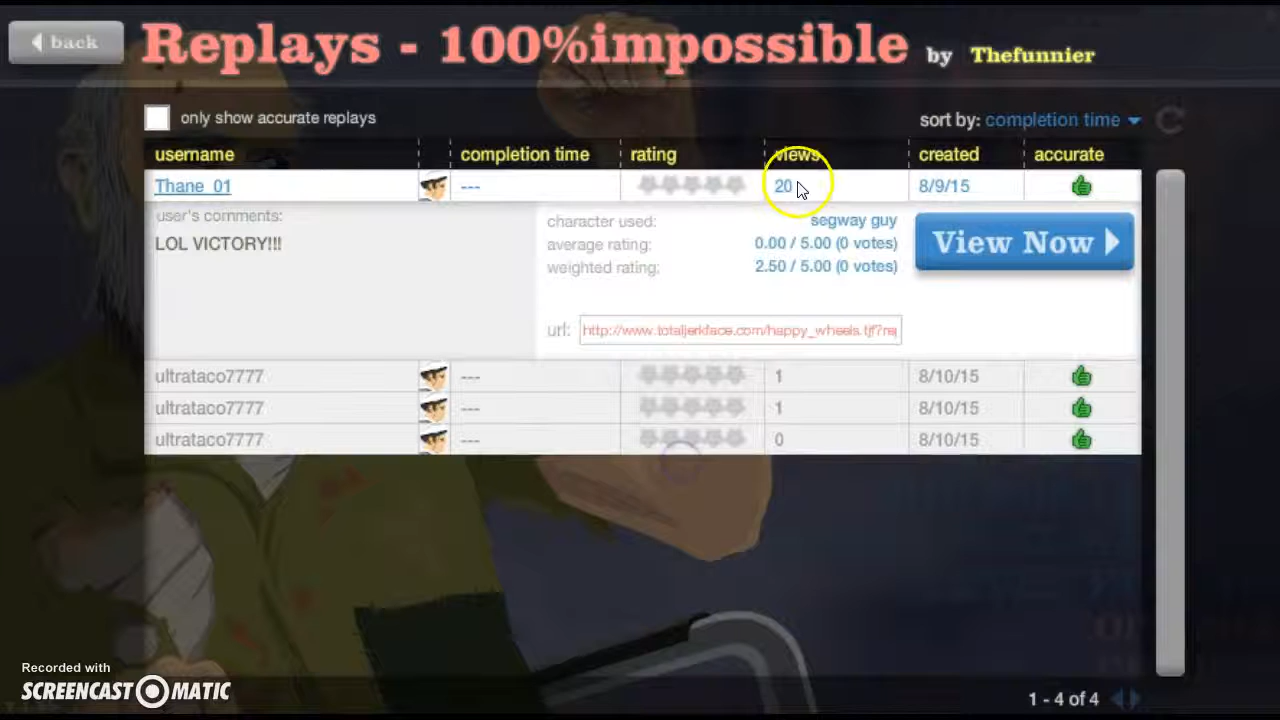 back
Replays - 100%impossible by Thefunnier
only show accurate replays
sort by: completion time
username completion time rating views created accurate
Thane_01 --- 20 8/9/15
user's comments:
LOL VICTORY!!!
character used: segway guy
average rating: 0.00 / 5.00 (0 votes)
weighted rating: 2.50 / 5.00 (0 votes)
View Now
url: http://www.totaljerkface.com/happy_wheels.tjf?re
ultrataco7777 --- 1 8/10/15
ultrataco7777 --- 1 8/10/15
ultrataco7777 --- 0 8/10/15
Recorded with
SCREENCAST MATIC
1 - 4 of 4